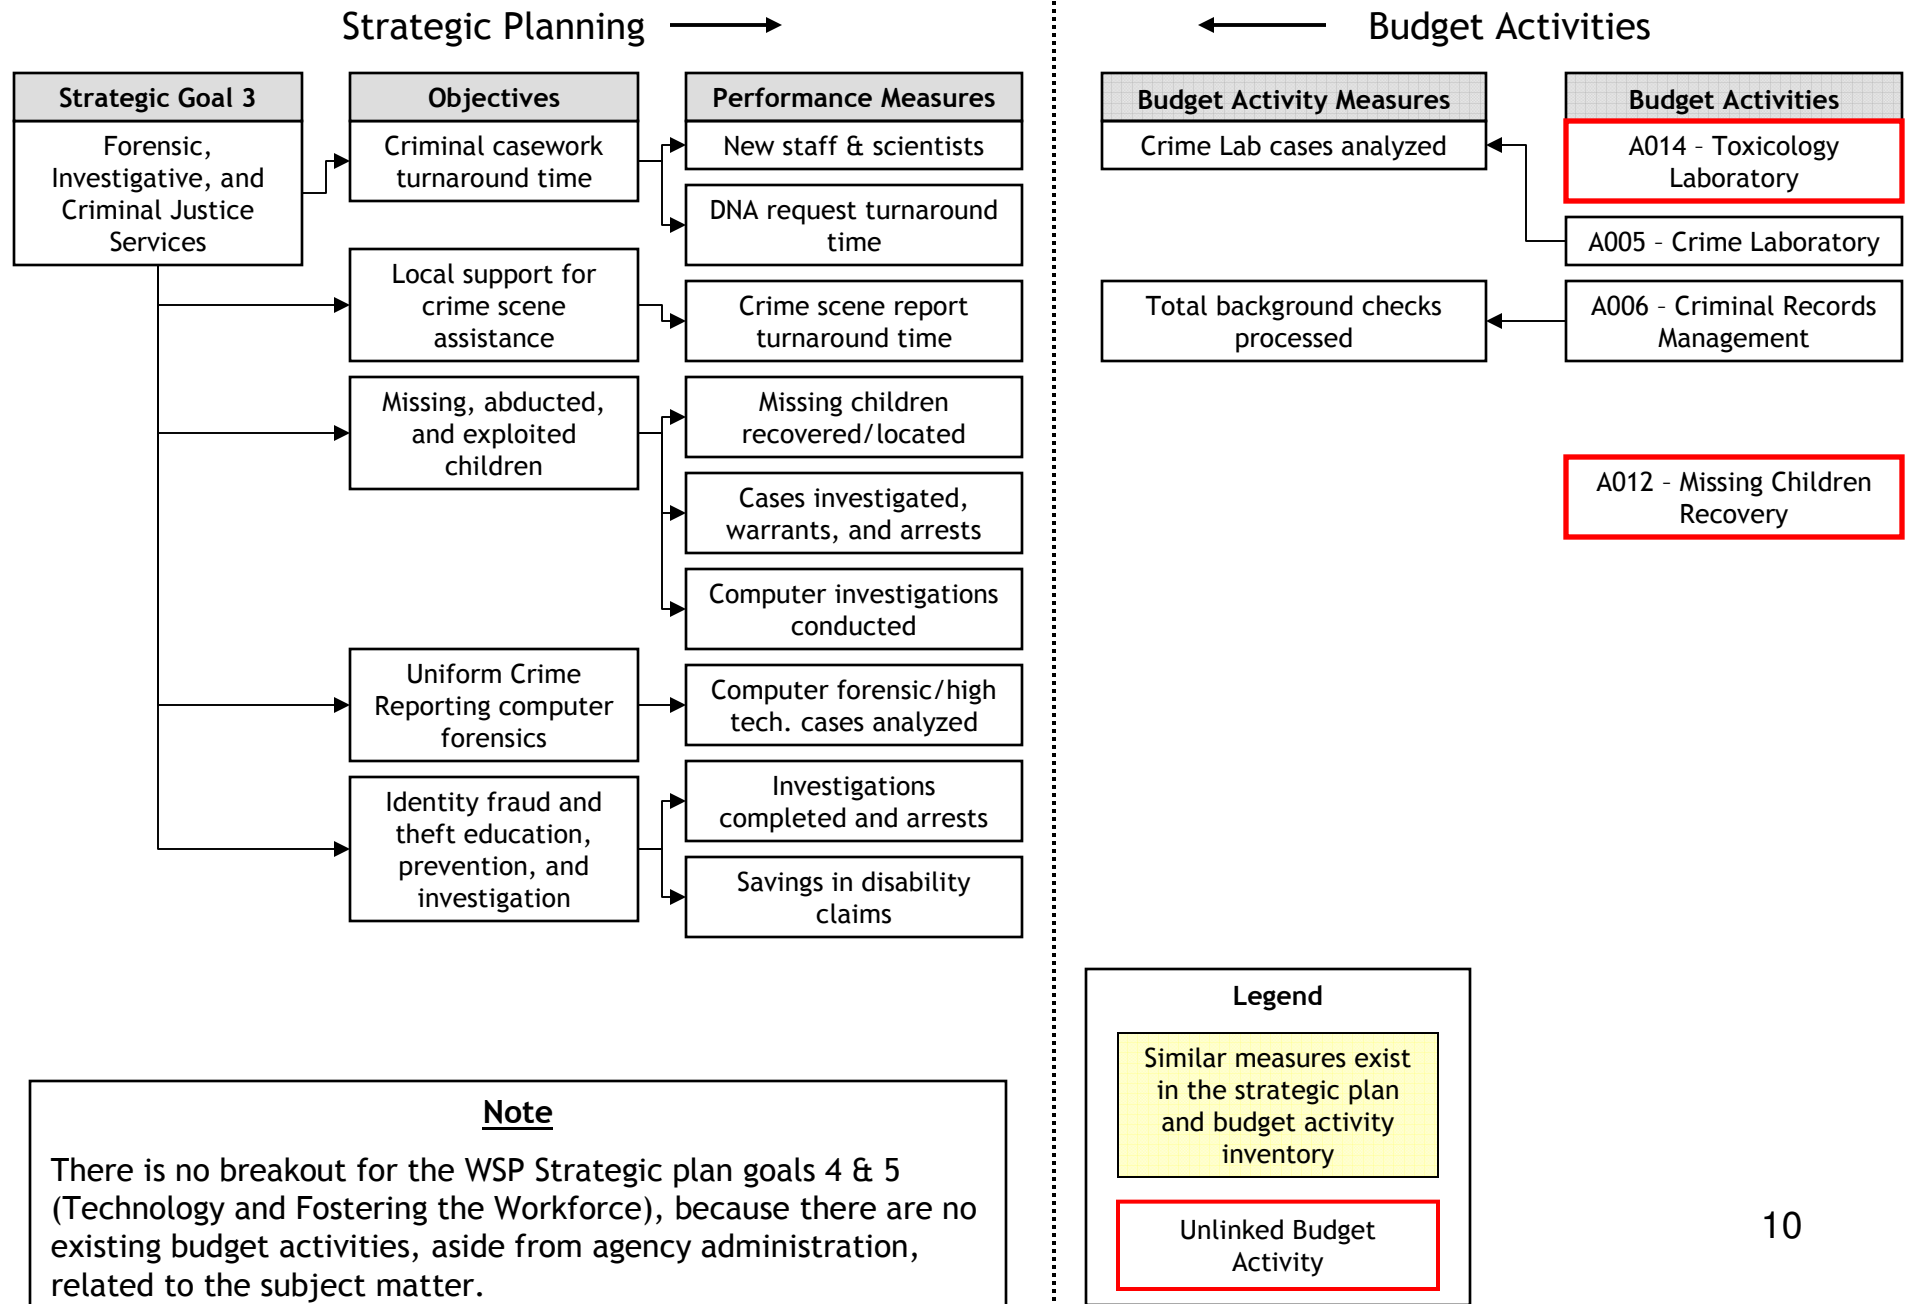 Strategic Planning
Budget Activities
Strategic Goal 3
Forensic,
Investigative, and
Criminal Justice
Services
Objectives
Criminal casework
turnaround time
Local support for
crime scene
assistance
Missing, abducted,
and exploited
children
Uniform Crime
Reporting computer
forensics
Identity fraud and
theft education,
prevention, and
investigation
Performance Measures
New staff & scientists
DNA request turnaround
time
Crime scene report
turnaround time
Missing children
recovered/located
Cases investigated,
warrants, and arrests
Computer investigations
conducted
Computer forensic/high
tech. cases analyzed
Investigations
completed and arrests
Savings in disability
claims
Budget Activity Measures
Crime Lab cases analyzed
Total background checks
processed
Budget Activities
A014 – Toxicology
Laboratory
A005 – Crime Laboratory
A006 – Criminal Records
Management
A012 – Missing Children
Recovery
Note
There is no breakout for the WSP Strategic plan goals 4 & 5
(Technology and Fostering the Workforce), because there are no
existing budget activities, aside from agency administration,
related to the subject matter.
Legend
Similar measures exist
in the strategic plan
and budget activity
inventory
Unlinked Budget
Activity
10